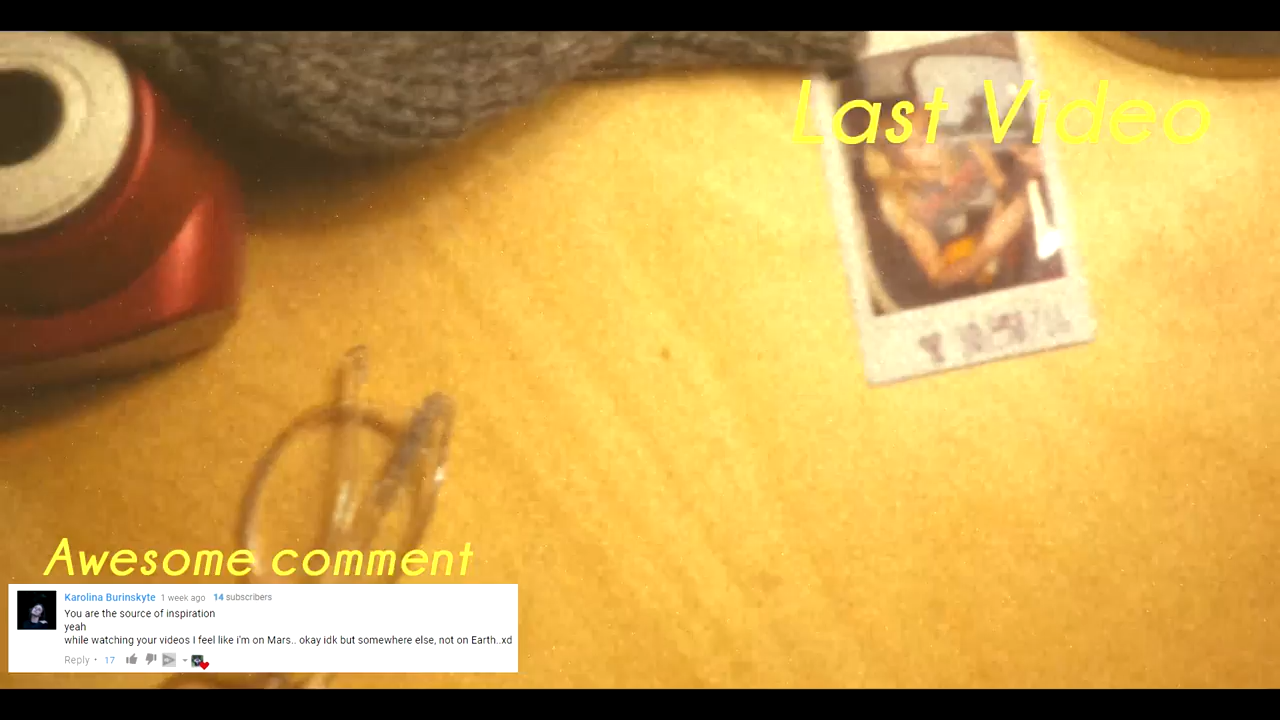 Last Video
Awesome comment
Karolina Burinskyte 1 week ago 14 subscribers
You are the source of inspiration
yeah
while watching your videos I feel like i'm on Mars.. okay idk but somewhere else, not on Earth..xd
Reply • 17